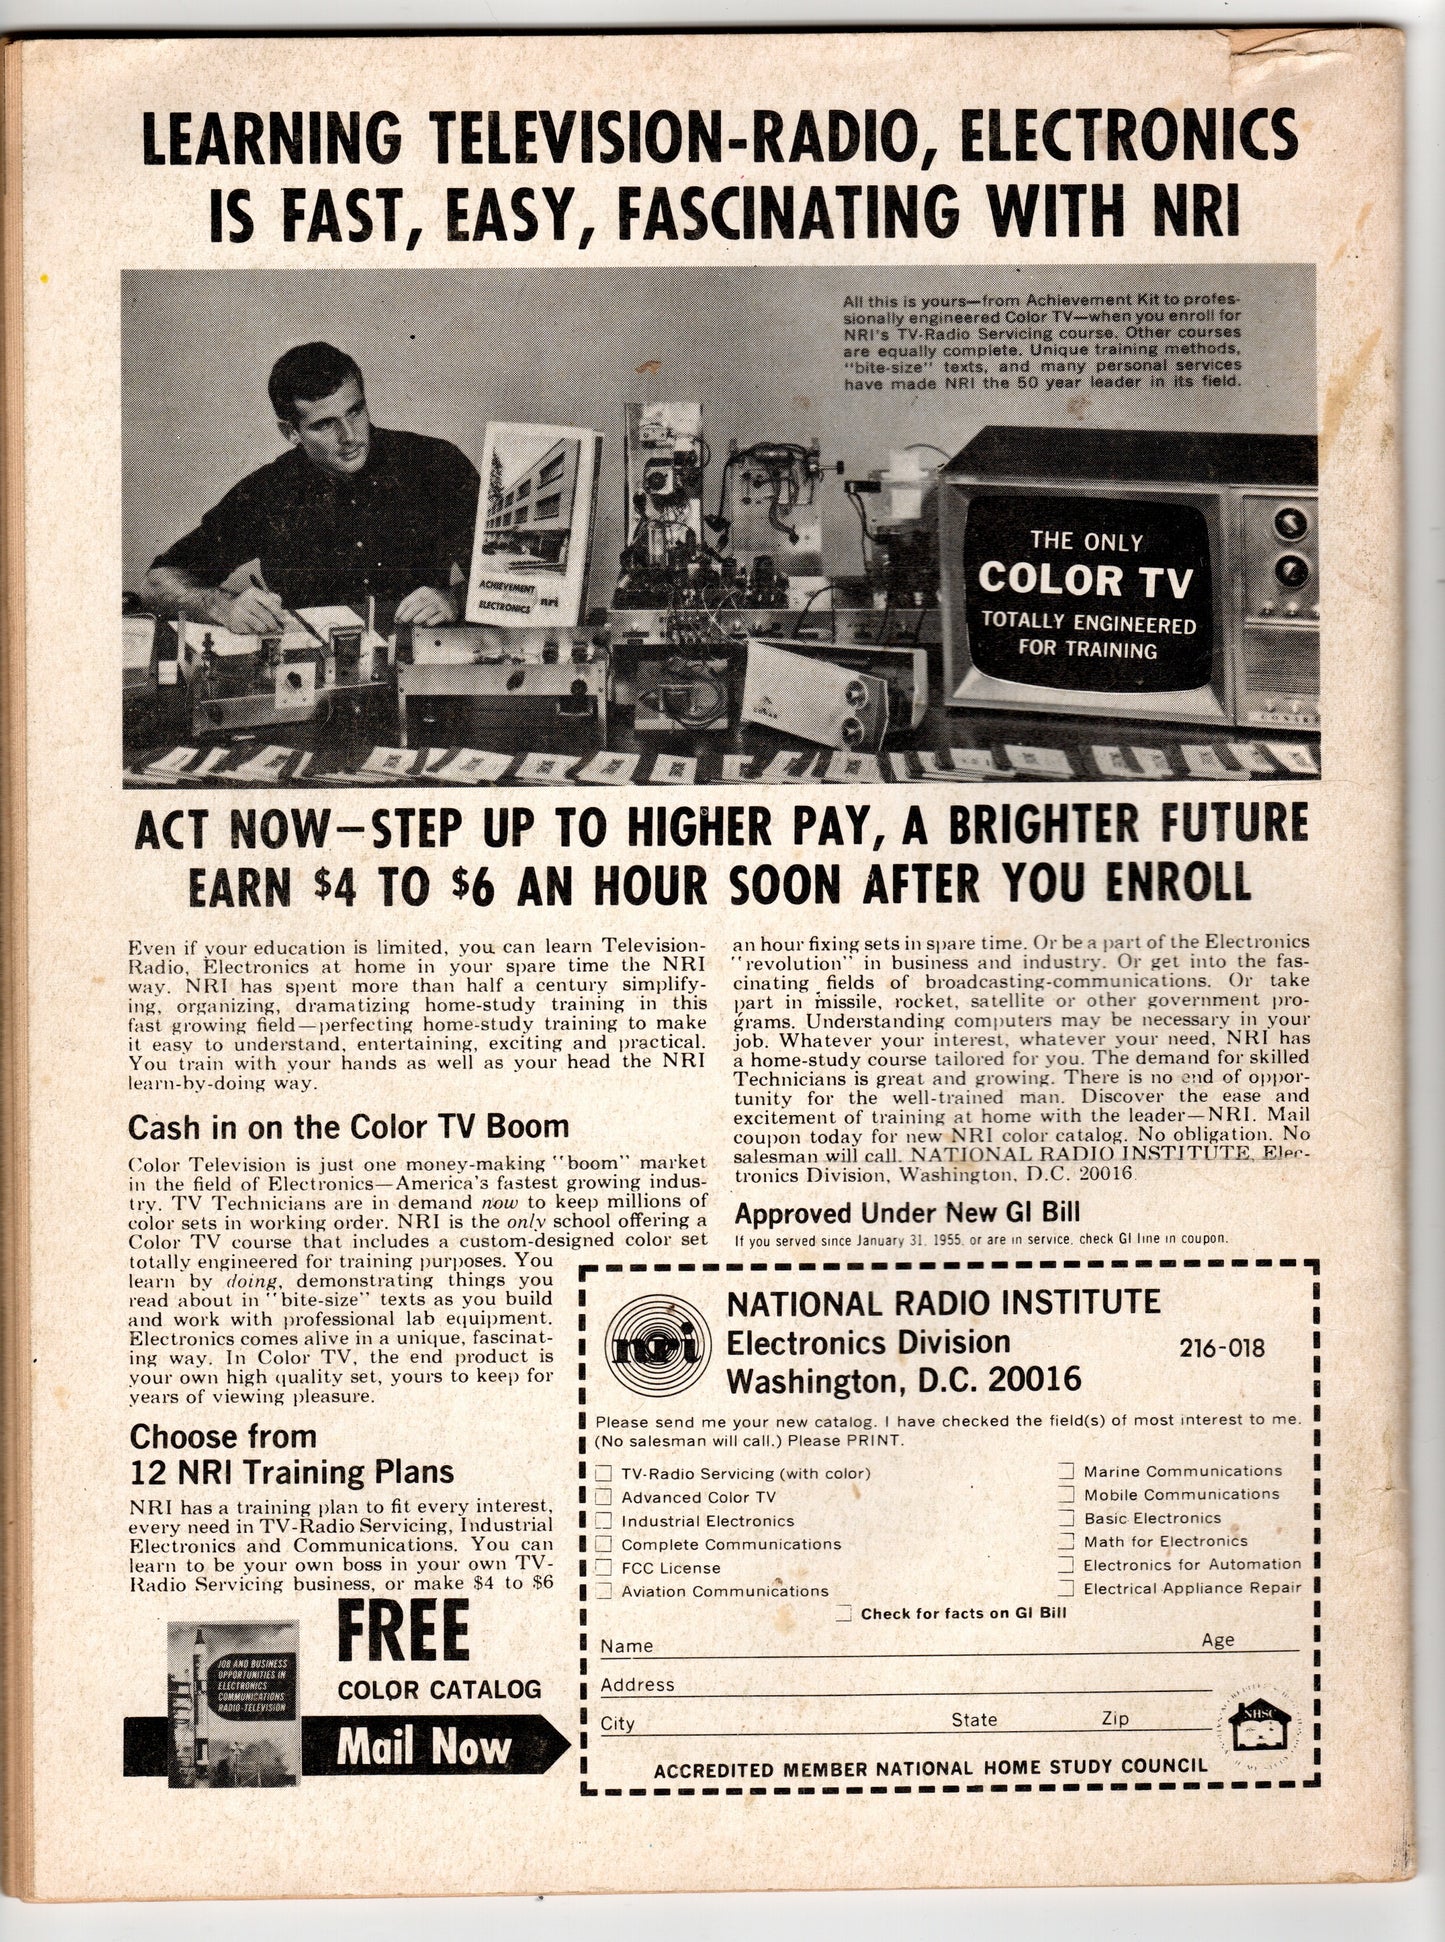 LEARNING TELEVISION-RADIO, ELECTRONICS
IS FAST, EASY, FASCINATING WITH NRI
All this is yours—from Achievement Kit to profes-
sionally engineered Color TV—when you enroll for
NRI's TV-Radio Servicing course. Other courses
are equally complete. Unique training methods,
"bite-size" texts, and many personal services
have made NRI the 50 year leader in its field.
ACHIEVEMENT
ELECTRONICS nri
THE ONLY
COLOR TV
TOTALLY ENGINEERED
FOR TRAINING
CONAR
CONAR
ACT NOW—STEP UP TO HIGHER PAY, A BRIGHTER FUTURE
EARN $4 TO $6 AN HOUR SOON AFTER YOU ENROLL
Even if your education is limited, you can learn Television-
Radio, Electronics at home in your spare time the NRI
way. NRI has spent more than half a century simplify-
ing, organizing, dramatizing home-study training in this
fast growing field—perfecting home-study training to make
it easy to understand, entertaining, exciting and practical.
You train with your hands as well as your head the NRI
learn-by-doing way.
Cash in on the Color TV Boom
Color Television is just one money-making "boom" market
in the field of Electronics—America's fastest growing indus-
try. TV Technicians are in demand now to keep millions of
color sets in working order. NRI is the only school offering a
Color TV course that includes a custom-designed color set
totally engineered for training purposes. You
learn by doing, demonstrating things you
read about in "bite-size" texts as you build
and work with professional lab equipment.
Electronics comes alive in a unique, fascinat-
ing way. In Color TV, the end product is
your own high quality set, yours to keep for
years of viewing pleasure.
Choose from
12 NRI Training Plans
NRI has a training plan to fit every interest,
every need in TV-Radio Servicing, Industrial
Electronics and Communications. You can
learn to be your own boss in your own TV-
Radio Servicing business, or make $4 to $6
an hour fixing sets in spare time. Or be a part of the Electronics
"revolution" in business and industry. Or get into the fas-
cinating fields of broadcasting-communications. Or take
part in missile, rocket, satellite or other government pro-
grams. Understanding computers may be necessary in your
job. Whatever your interest, whatever your need, NRI has
a home-study course tailored for you. The demand for skilled
Technicians is great and growing. There is no end of oppor-
tunity for the well-trained man. Discover the ease and
excitement of training at home with the leader—NRI. Mail
coupon today for new NRI color catalog. No obligation. No
salesman will call. NATIONAL RADIO INSTITUTE, Elec-
tronics Division, Washington, D.C. 20016
Approved Under New GI Bill
If you served since January 31, 1955, or are in service, check GI line in coupon.
JOB AND BUSINESS
OPPORTUNITIES IN
ELECTRONICS
COMMUNICATIONS
RADIO-TELEVISION
FREE
COLOR CATALOG
Mail Now
nri
NATIONAL RADIO INSTITUTE
Electronics Division 216-018
Washington, D.C. 20016
Please send me your new catalog. I have checked the field(s) of most interest to me.
(No salesman will call.) Please PRINT.
TV-Radio Servicing (with color)
Advanced Color TV
Industrial Electronics
Complete Communications
FCC License
Aviation Communications
Marine Communications
Mobile Communications
Basic Electronics
Math for Electronics
Electronics for Automation
Electrical Appliance Repair
Check for facts on GI Bill
Name Age
Address
City State Zip
NHSC
ACCREDITED MEMBER NATIONAL HOME STUDY COUNCIL